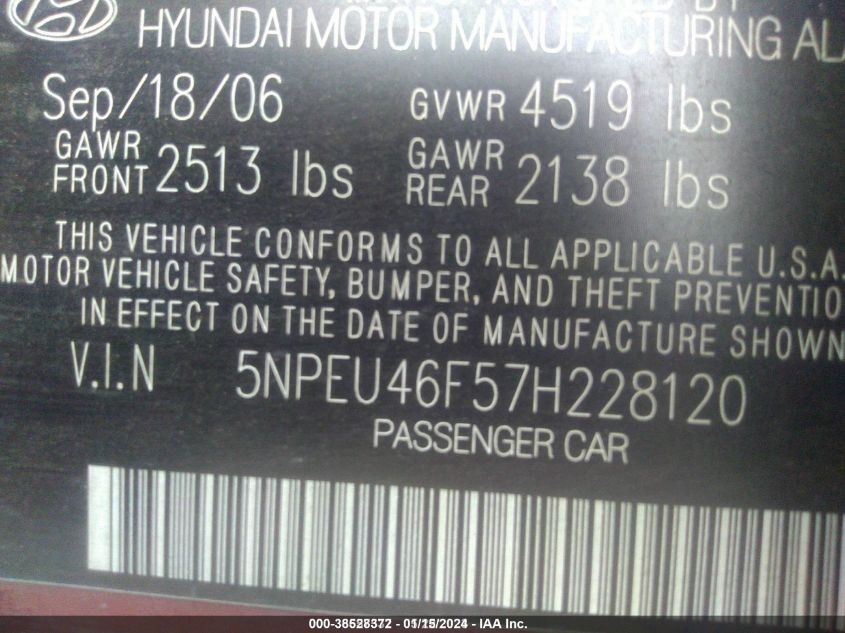 HYUNDAI MOTOR MANUFACTURING ALA
Sep/18/06 GVWR 4519 lbs
GAWR FRONT 2513 lbs GAWR REAR 2138 lbs
THIS VEHICLE CONFORMS TO ALL APPLICABLE U.S.A.
MOTOR VEHICLE SAFETY, BUMPER, AND THEFT PREVENTIO
IN EFFECT ON THE DATE OF MANUFACTURE SHOWN
V.I.N 5NPEU46F57H228120
PASSENGER CAR
000-38528372 - 01/15/2024 - IAA Inc.